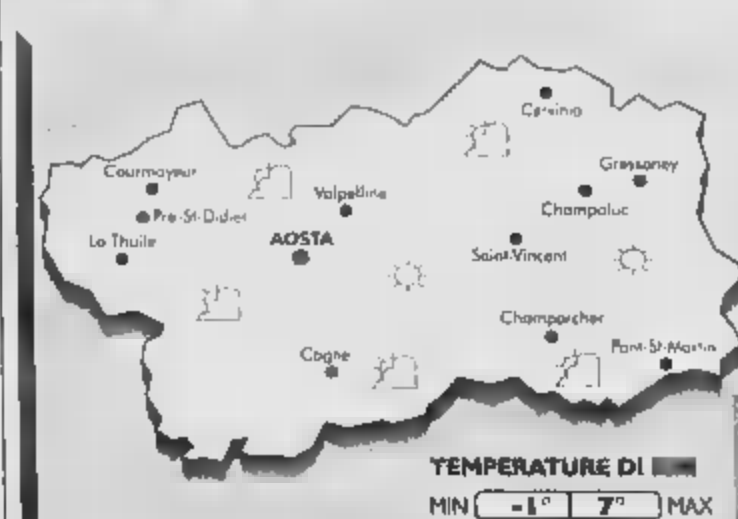 Cervinia
Courmayeur
Gressoney
Valpelline
Champoluc
Pré-St-Didier
La Thuile
AOSTA
Saint-Vincent
Champorcher
Cogne
Pont-St-Martin
TEMPERATURE DI
MIN -1° 7° MAX